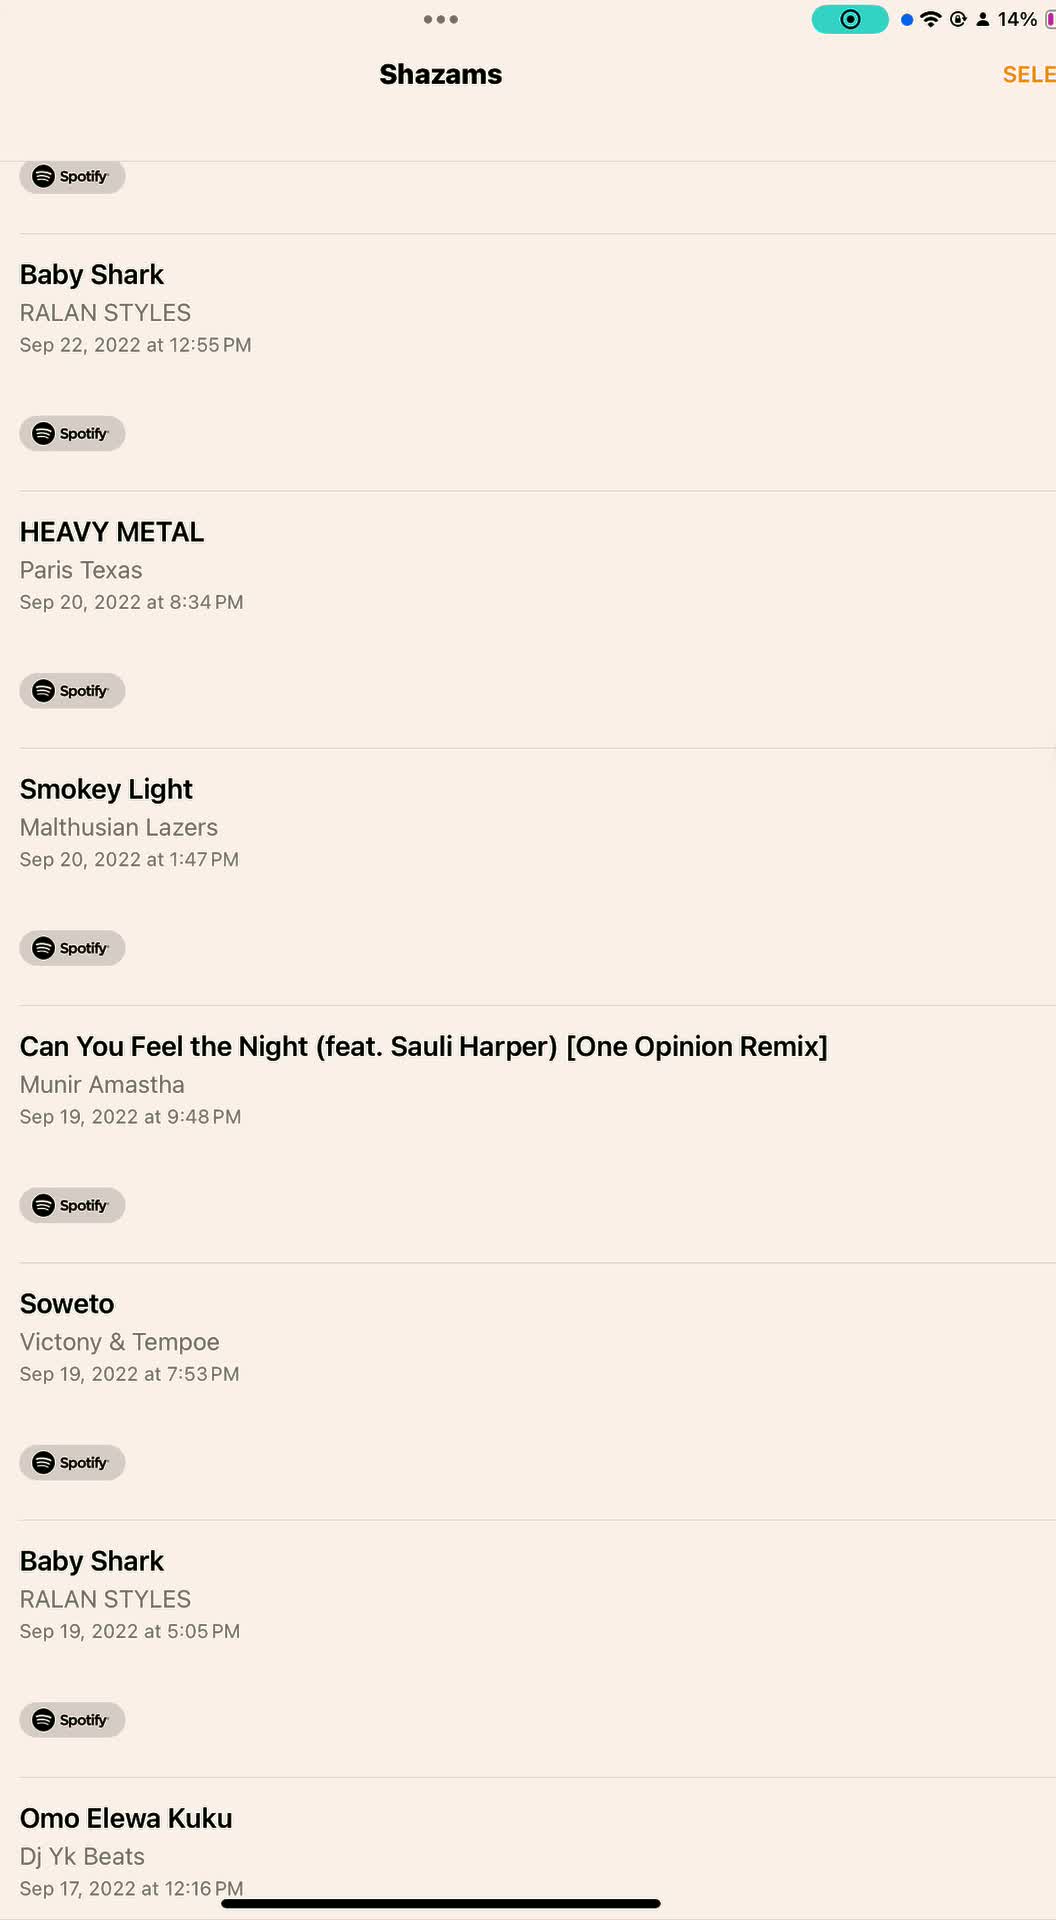 14%
Shazams
SELE
Spotify
Baby Shark
RALAN STYLES
Sep 22, 2022 at 12:55 PM
Spotify
HEAVY METAL
Paris Texas
Sep 20, 2022 at 8:34 PM
Spotify
Smokey Light
Malthusian Lazers
Sep 20, 2022 at 1:47 PM
Spotify
Can You Feel the Night (feat. Sauli Harper) [One Opinion Remix]
Munir Amastha
Sep 19, 2022 at 9:48 PM
Spotify
Soweto
Victony & Tempoe
Sep 19, 2022 at 7:53 PM
Spotify
Baby Shark
RALAN STYLES
Sep 19, 2022 at 5:05 PM
Spotify
Omo Elewa Kuku
Dj Yk Beats
Sep 17, 2022 at 12:16 PM